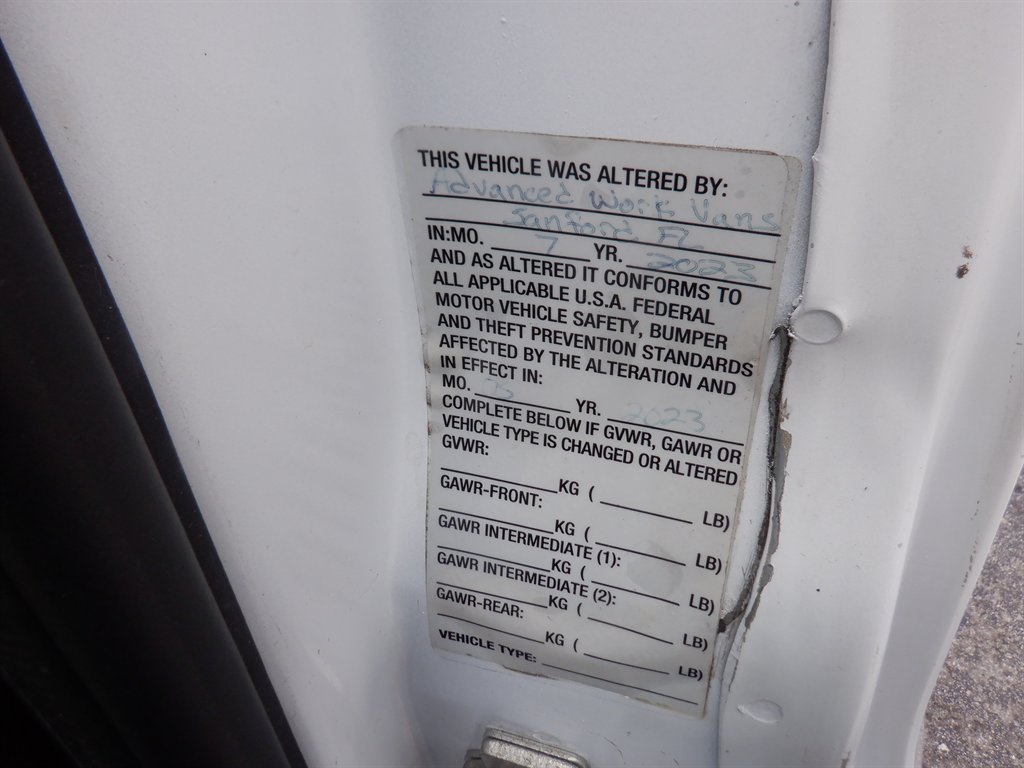 THIS VEHICLE WAS ALTERED BY:
Advanced Work Vans
Sanford FL
IN:MO. 7 YR. 2023
AND AS ALTERED IT CONFORMS TO
ALL APPLICABLE U.S.A. FEDERAL
MOTOR VEHICLE SAFETY, BUMPER
AND THEFT PREVENTION STANDARDS
AFFECTED BY THE ALTERATION AND
IN EFFECT IN:
MO. YR. 2023
COMPLETE BELOW IF GVWR, GAWR OR
VEHICLE TYPE IS CHANGED OR ALTERED
GVWR:
KG ( LB)
GAWR-FRONT:
KG ( LB)
GAWR INTERMEDIATE (1):
KG ( LB)
GAWR INTERMEDIATE (2):
KG ( LB)
GAWR-REAR:
KG ( LB)
VEHICLE TYPE: